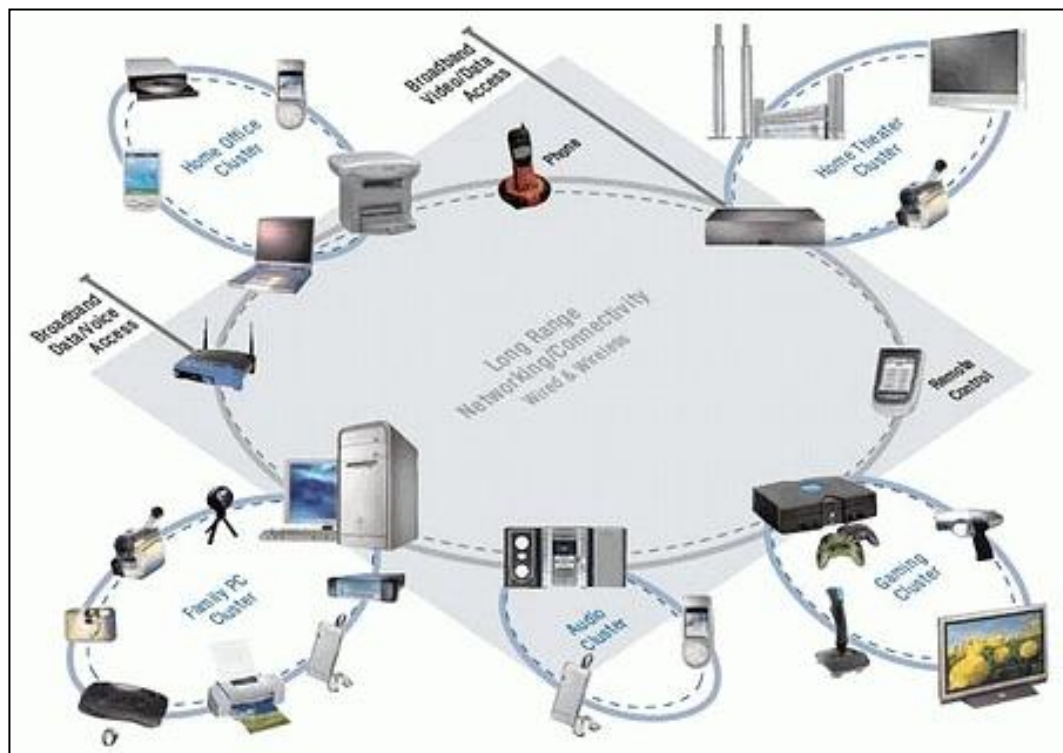 Broadband
Video/Data
Access
Home Office
Cluster
Phone
Home Theater
Cluster
Broadband
Data/Voice
Access
Long Range
Networking/Connectivity
Wired & Wireless
Remote
Control
Family PC
Cluster
Audio
Cluster
Gaming
Cluster